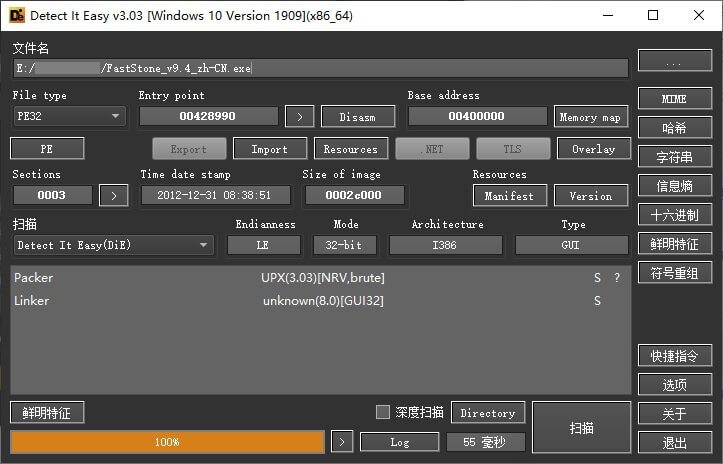 Detect It Easy v3.03 [Windows 10 Version 1909](x86_64)
文件名
E:/ /FastStone_v9.4_zh-CN.exe
...
File type Entry point Base address
PE32 00428990 > Disasm 00400000 Memory map
MIME
PE Export Import Resources .NET TLS Overlay
哈希
字符串
Sections Time date stamp Size of image Resources
0003 > 2012-12-31 08:38:51 0002c000 Manifest Version
信息熵
十六进制
扫描 Endianness Mode Architecture Type
Detect It Easy(DiE) LE 32-bit I386 GUI
鲜明特征
符号重组
Packer UPX(3.03)[NRV,brute] S ?
Linker unknown(8.0)[GUI32] S
快捷指令
选项
鲜明特征 深度扫描 Directory 扫描
关于
100% > Log 55 毫秒
退出